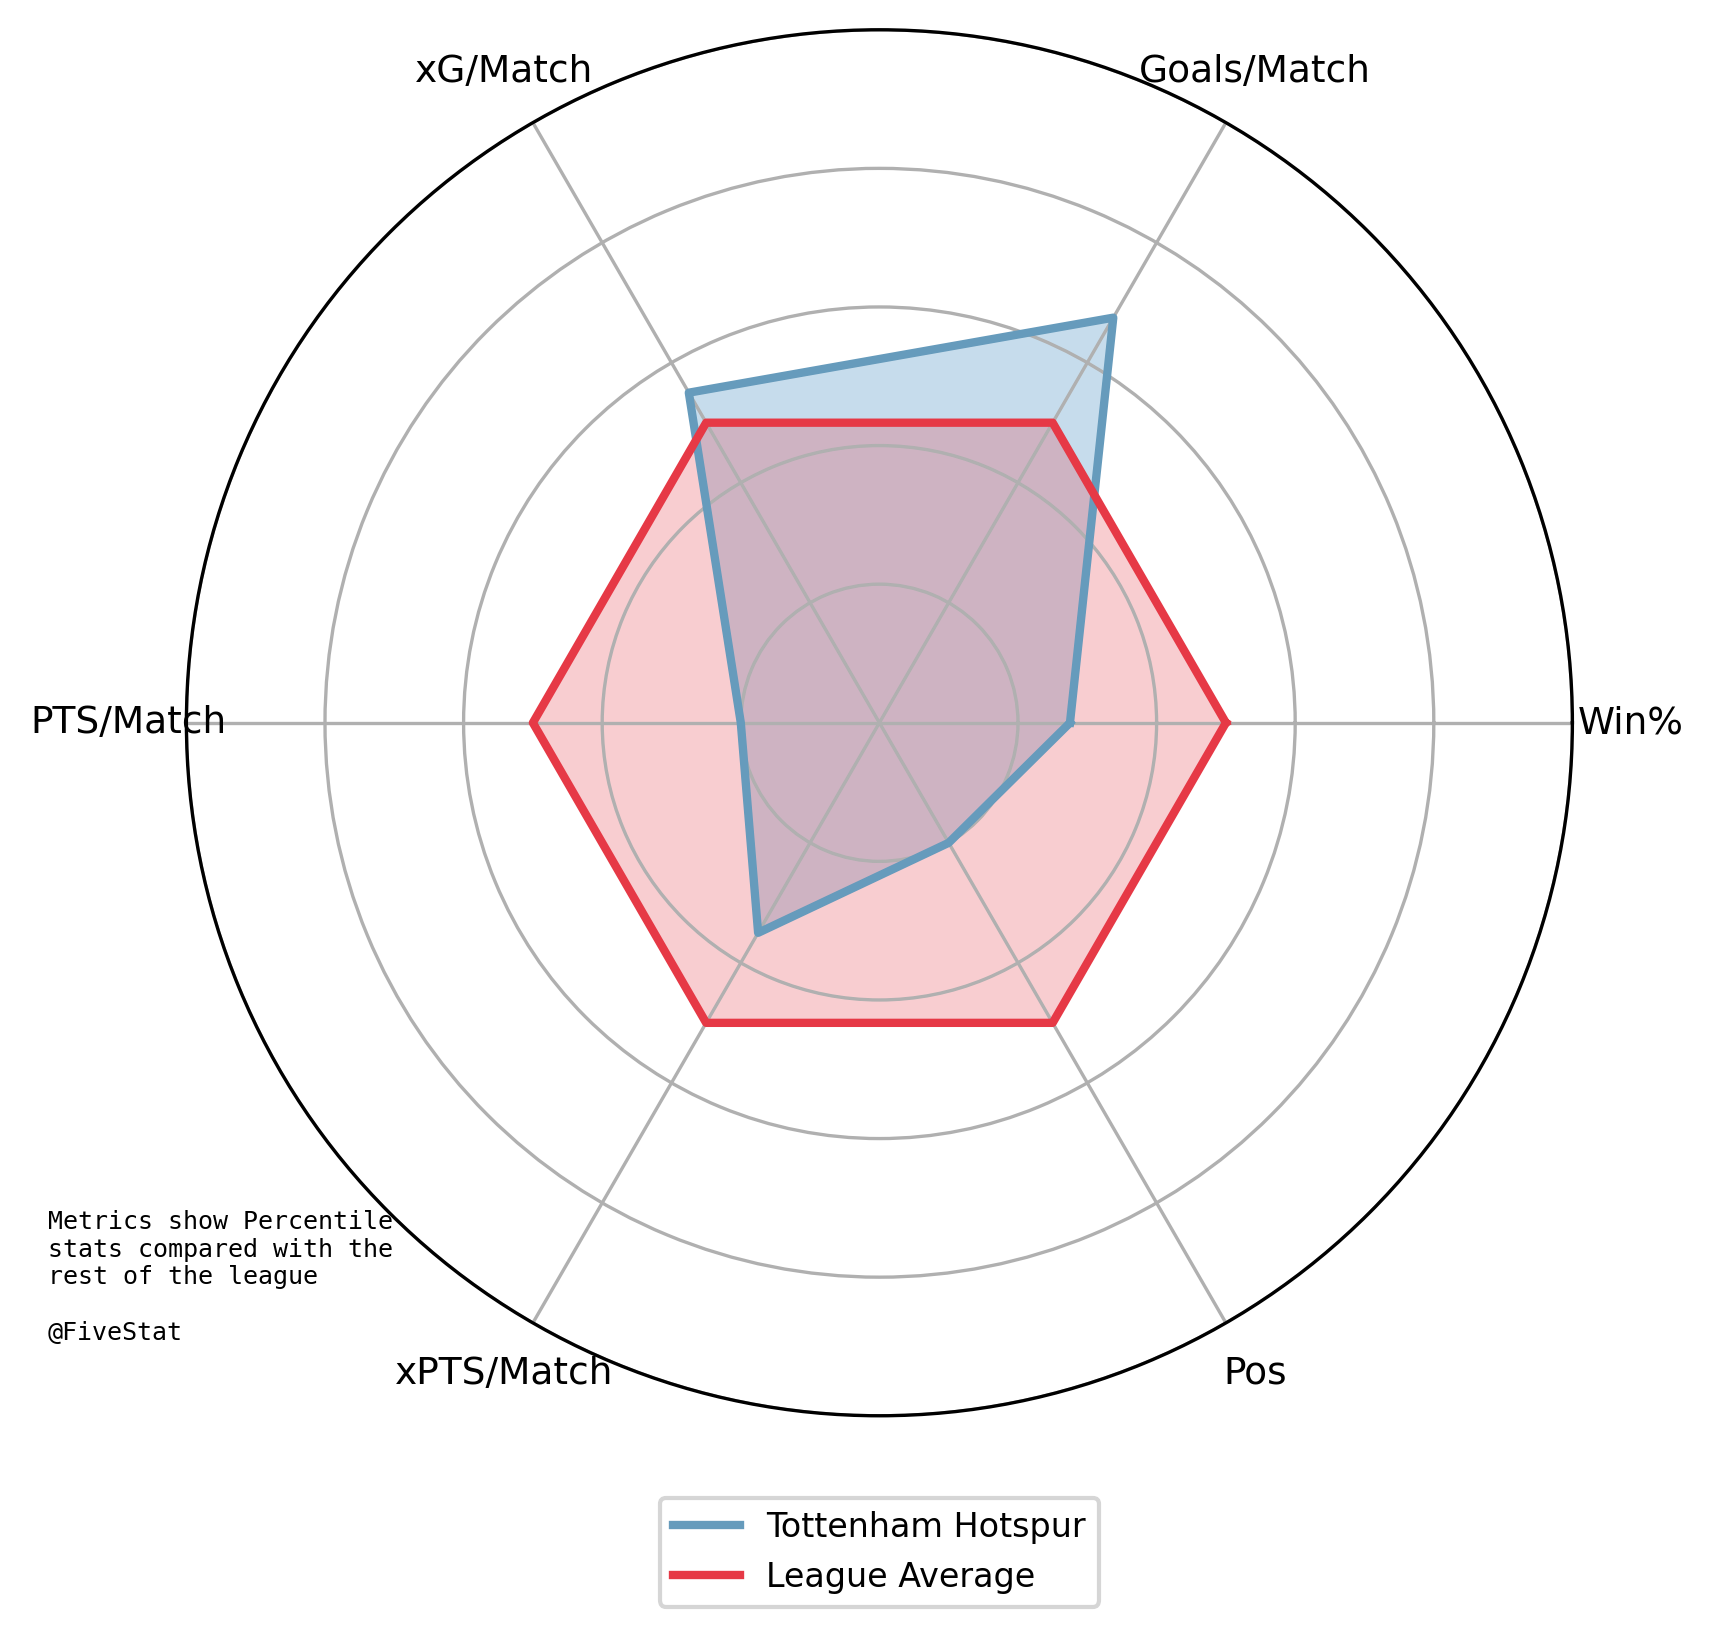 xG/Match
Goals/Match
PTS/Match
Win%
Metrics show Percentile
stats compared with the
rest of the league
@FiveStat
xPTS/Match
Pos
Tottenham Hotspur
League Average